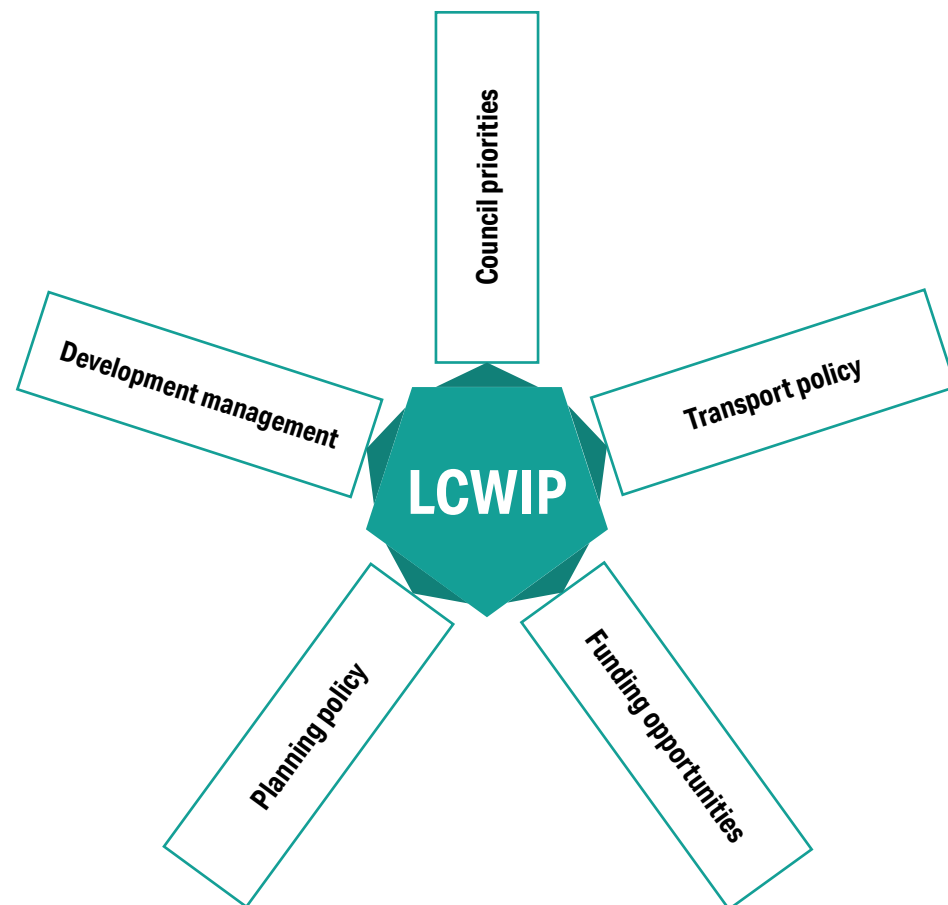 Council priorities
Development management
Transport policy
LCWIP
Planning policy
Funding opportunities